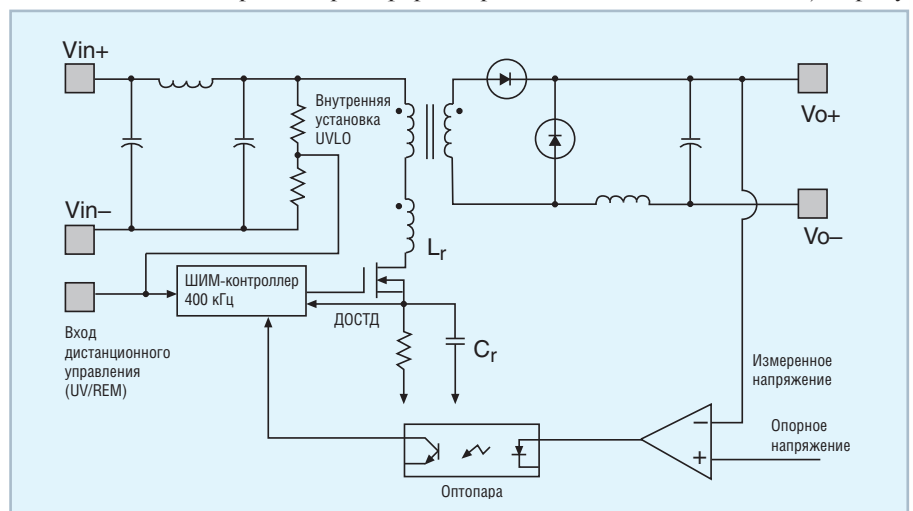 Vin+
Внутренняя
установка
UVLO
Vo+
Vin–
Vo–
Lr
ШИМ-контроллер
400 кГц
ДОСТД
Вход
дистанционного
управления
(UV/REM)
Cr
Измеренное
напряжение
Опорное
напряжение
–
+
Оптопара